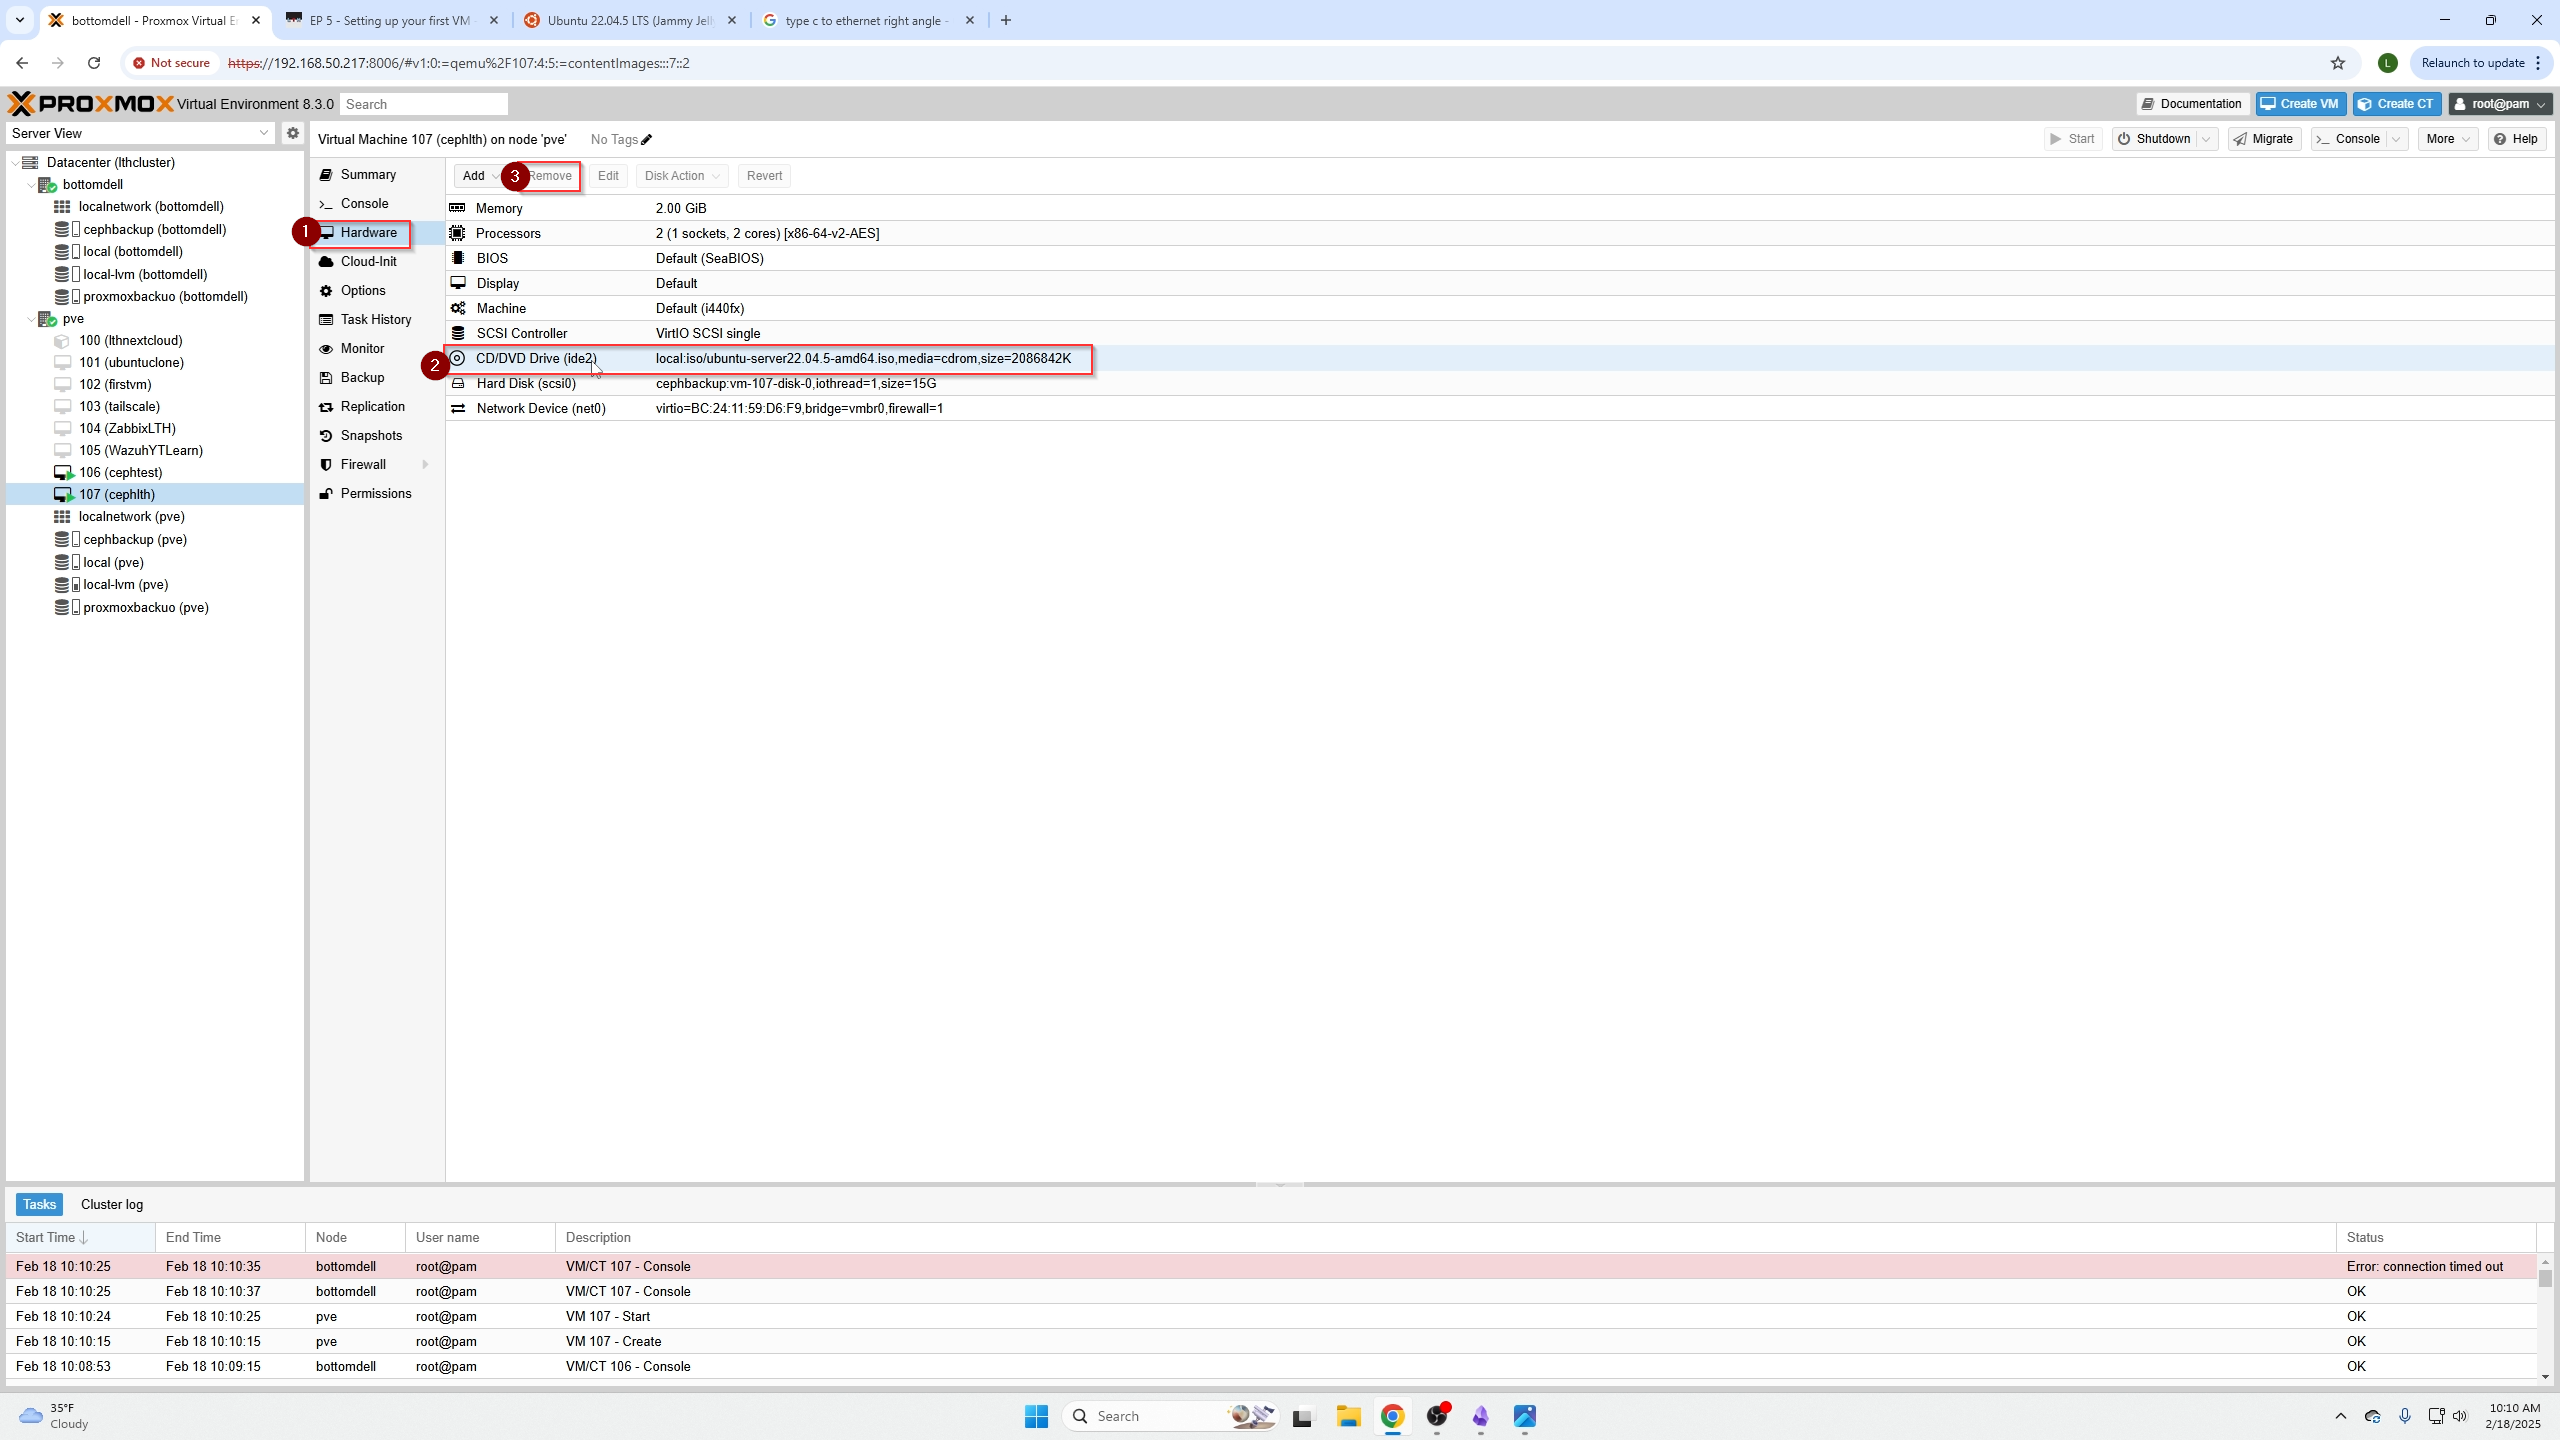 bottomdell - Proxmox Virtual E
EP 5 - Setting up your first VM -
Ubuntu 22.04.5 LTS (Jammy Jell
type c to ethernet right angle -
Not secure https://192.168.50.217:8006/#v1:0:=qemu%2F107:4:5:=contentImages:::7::2
L
Relaunch to update
PROXMOX Virtual Environment 8.3.0 Search
Documentation Create VM Create CT root@pam
Server View
Virtual Machine 107 (cephlth) on node 'pve' No Tags
Start Shutdown Migrate Console More Help
Datacenter (lthcluster)
bottomdell
localnetwork (bottomdell)
cephbackup (bottomdell)
local (bottomdell)
local-lvm (bottomdell)
proxmoxbackuo (bottomdell)
pve
100 (lthnextcloud)
101 (ubuntuclone)
102 (firstvm)
103 (tailscale)
104 (ZabbixLTH)
105 (WazuhYTLearn)
106 (cephtest)
107 (cephlth)
localnetwork (pve)
cephbackup (pve)
local (pve)
local-lvm (pve)
proxmoxbackuo (pve)
Summary
Console
1 Hardware
Cloud-Init
Options
Task History
Monitor
Backup
Replication
Snapshots
Firewall
Permissions
Add 3 Remove Edit Disk Action Revert
Memory 2.00 GiB
Processors 2 (1 sockets, 2 cores) [x86-64-v2-AES]
BIOS Default (SeaBIOS)
Display Default
Machine Default (i440fx)
SCSI Controller VirtIO SCSI single
2 CD/DVD Drive (ide2) local:iso/ubuntu-server22.04.5-amd64.iso,media=cdrom,size=2086842K
Hard Disk (scsi0) cephbackup:vm-107-disk-0,iothread=1,size=15G
Network Device (net0) virtio=BC:24:11:59:D6:F9,bridge=vmbr0,firewall=1
Tasks Cluster log
Start Time End Time Node User name Description Status
Feb 18 10:10:25 Feb 18 10:10:35 bottomdell root@pam VM/CT 107 - Console Error: connection timed out
Feb 18 10:10:25 Feb 18 10:10:37 bottomdell root@pam VM/CT 107 - Console OK
Feb 18 10:10:24 Feb 18 10:10:25 pve root@pam VM 107 - Start OK
Feb 18 10:10:15 Feb 18 10:10:15 pve root@pam VM 107 - Create OK
Feb 18 10:08:53 Feb 18 10:09:15 bottomdell root@pam VM/CT 106 - Console OK
35°F
Cloudy
Search
10:10 AM
2/18/2025